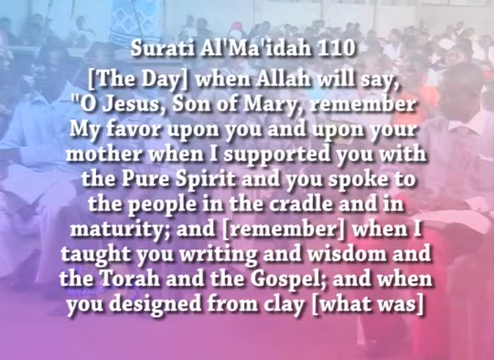 Surati Al'Ma'idah 110
[The Day] when Allah will say,
"O Jesus, Son of Mary, remember
My favor upon you and upon your
mother when I supported you with
the Pure Spirit and you spoke to
the people in the cradle and in
maturity; and [remember] when I
taught you writing and wisdom and
the Torah and the Gospel; and when
you designed from clay [what was]